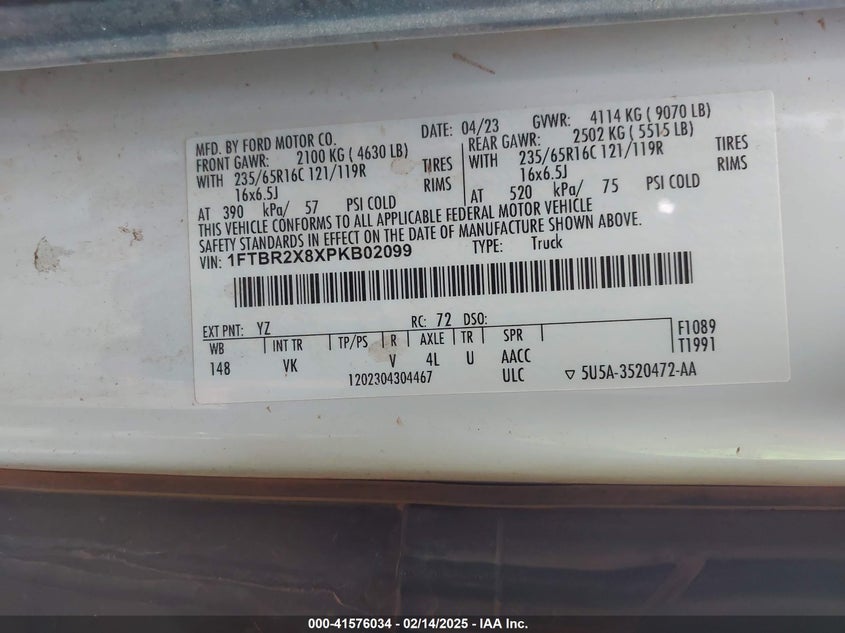 MFD. BY FORD MOTOR CO. DATE: 04/23 GVWR: 4114 KG ( 9070 LB)
FRONT GAWR: 2100 KG ( 4630 LB) REAR GAWR: 2502 KG ( 5515 LB)
WITH 235/65R16C 121/119R TIRES WITH 235/65R16C 121/119R TIRES
16x6.5J RIMS 16x6.5J RIMS
AT 390 kPa/ 57 PSI COLD AT 520 kPa/ 75 PSI COLD
THIS VEHICLE CONFORMS TO ALL APPLICABLE FEDERAL MOTOR VEHICLE
SAFETY STANDARDS IN EFFECT ON THE DATE OF MANUFACTURE SHOWN ABOVE.
VIN: 1FTBR2X8XPKB02099 TYPE: Truck
EXT PNT: YZ RC: 72 DSO:
WB INT TR TP/PS R AXLE TR SPR F1089
148 VK V 4L U AACC T1991
1202304304467 ULC ▽ 5U5A-3520472-AA
000-41576034 - 02/14/2025 - IAA Inc.